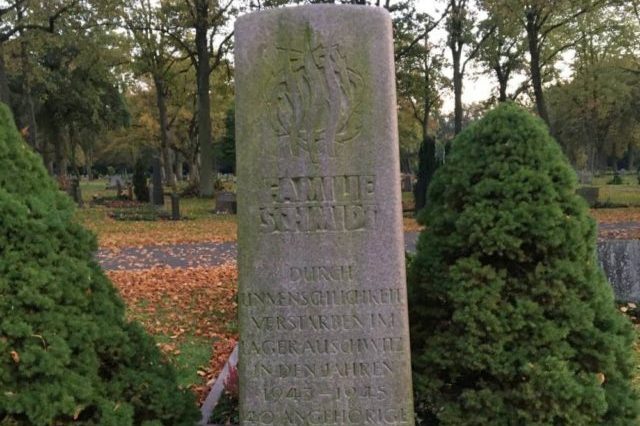 FAMILIE
SCHMIDT
DURCH
UNMENSCHLICHKEIT
VERSTARBEN IM
LAGER AUSCHWITZ
IN DEN JAHREN
1943-1945
40 ANGEHÖRIGE